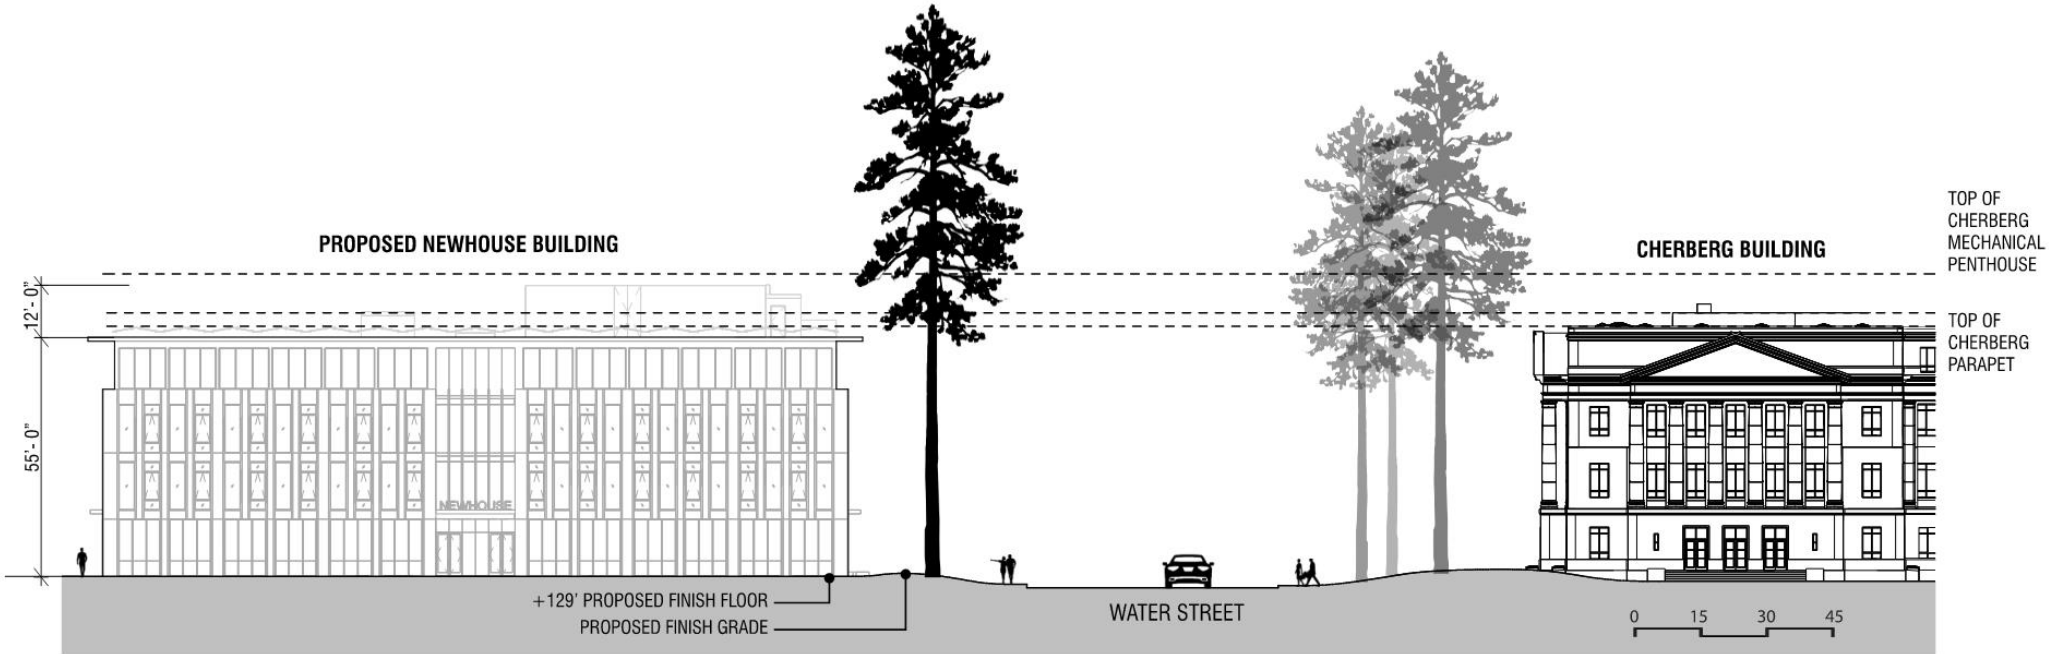 TOP OF
CHERBERG
MECHANICAL
PENTHOUSE
PROPOSED NEWHOUSE BUILDING
CHERBERG BUILDING
12' - 0"
TOP OF
CHERBERG
PARAPET
55' - 0"
NEWHOUSE
+129' PROPOSED FINISH FLOOR
PROPOSED FINISH GRADE
WATER STREET
0 15 30 45